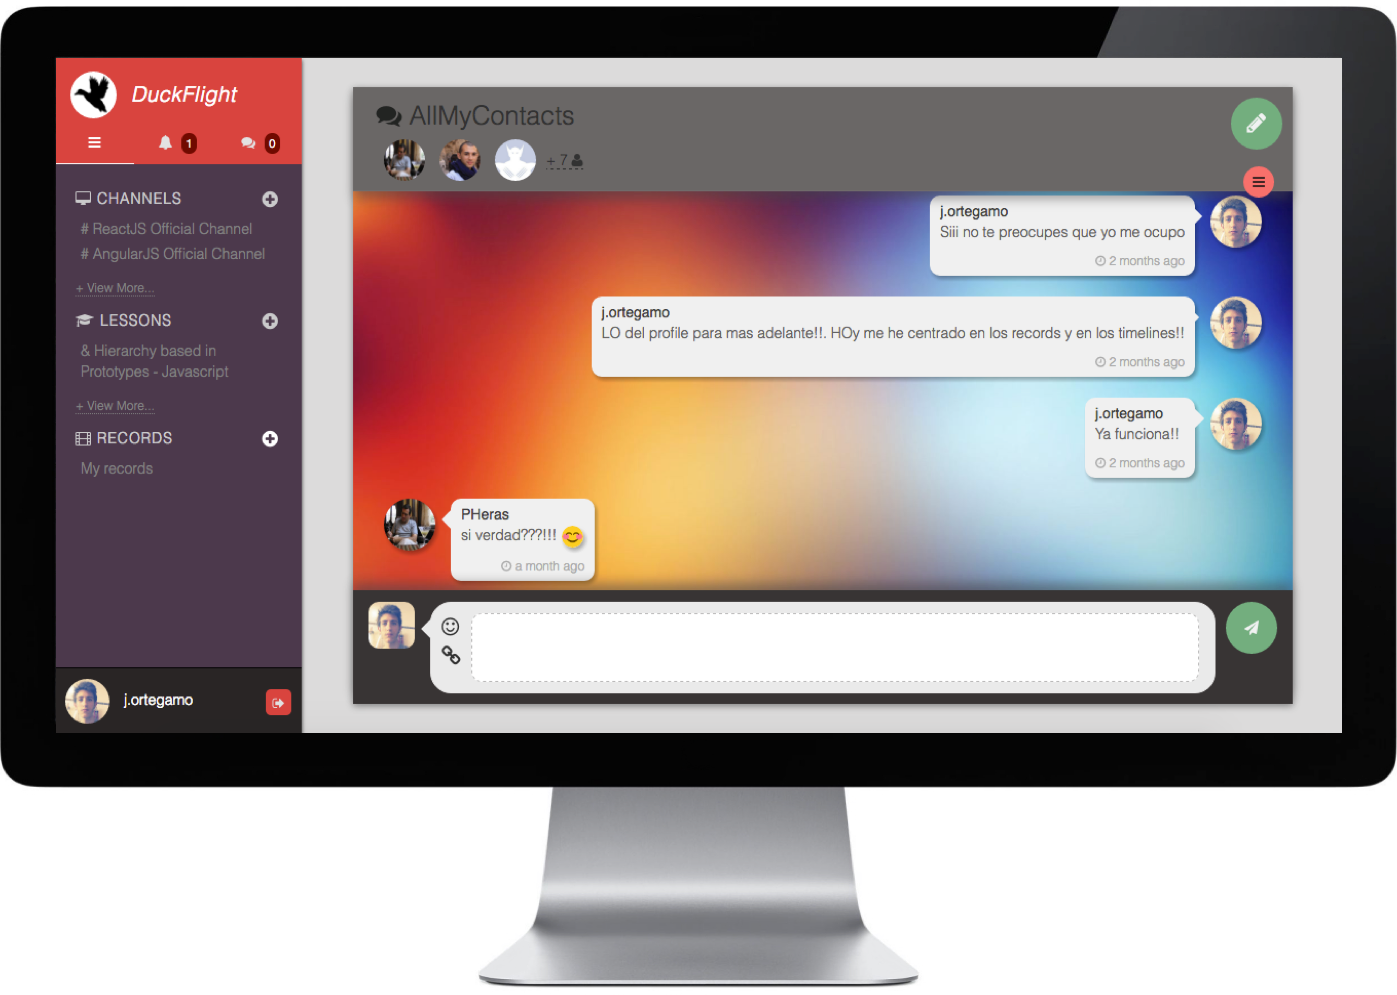 DuckFlight
1
0
CHANNELS
# ReactJS Official Channel
# AngularJS Official Channel
+ View More...
LESSONS
& Hierarchy based in
Prototypes - Javascript
+ View More...
RECORDS
My records
j.ortegamo
AllMyContacts
+ 7
j.ortegamo
Siii no te preocupes que yo me ocupo
2 months ago
j.ortegamo
LO del profile para mas adelante!!. HOy me he centrado en los records y en los timelines!!
2 months ago
j.ortegamo
Ya funciona!!
2 months ago
PHeras
si verdad???!!! 😊
a month ago